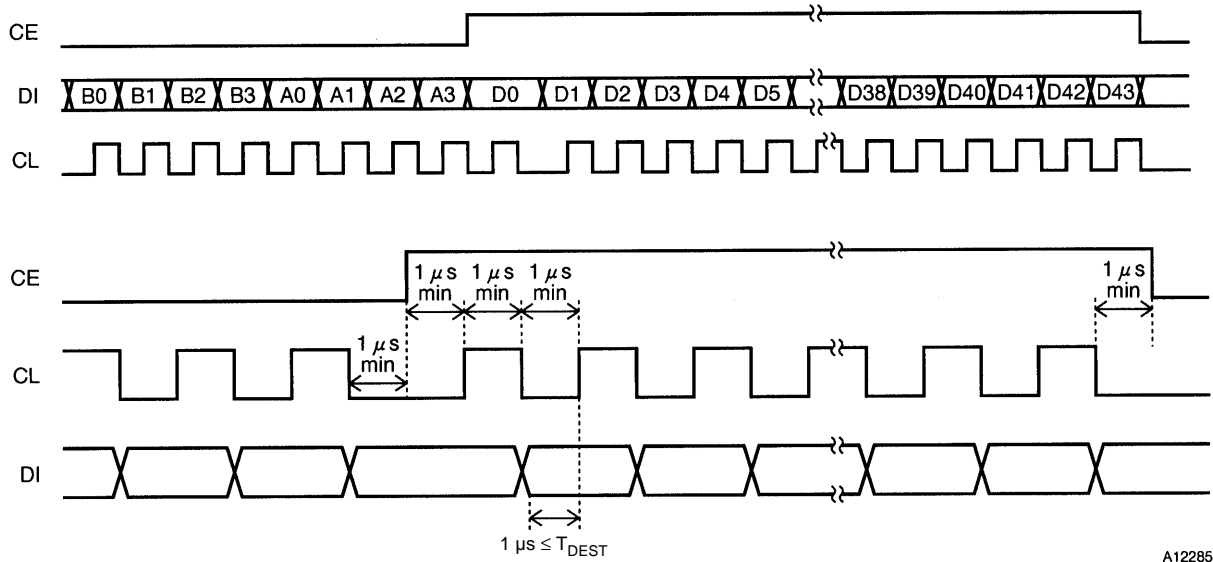 CE
DI B0 B1 B2 B3 A0 A1 A2 A3 D0 D1 D2 D3 D4 D5 D38 D39 D40 D41 D42 D43
CL
CE
1 μs min
1 μs min
1 μs min
1 μs min
CL
1 μs min
DI
1 μs ≤ TDEST
A12285